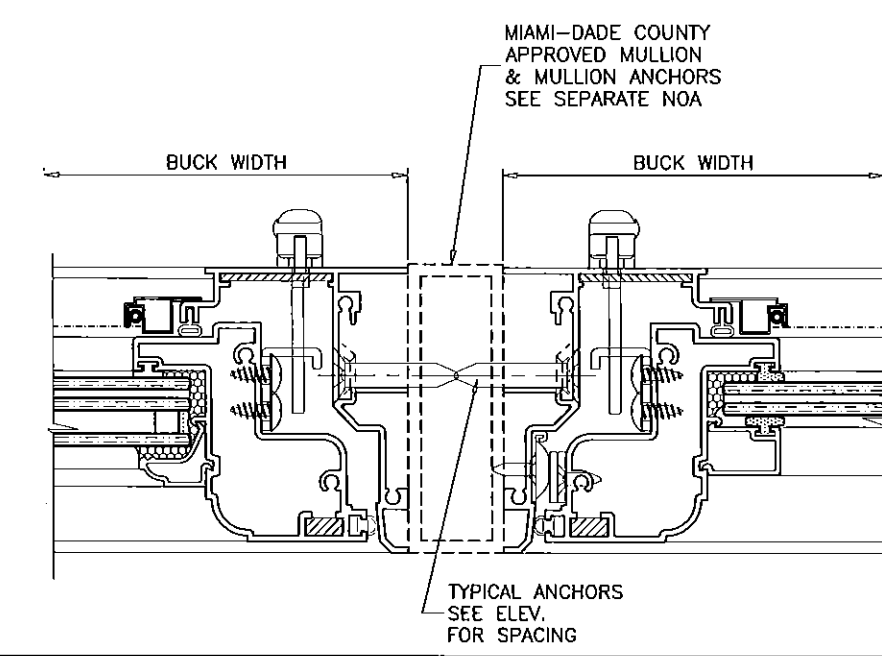 MIAMI-DADE COUNTY
APPROVED MULLION
& MULLION ANCHORS
SEE SEPARATE NOA
BUCK WIDTH
BUCK WIDTH
TYPICAL ANCHORS
SEE ELEV.
FOR SPACING